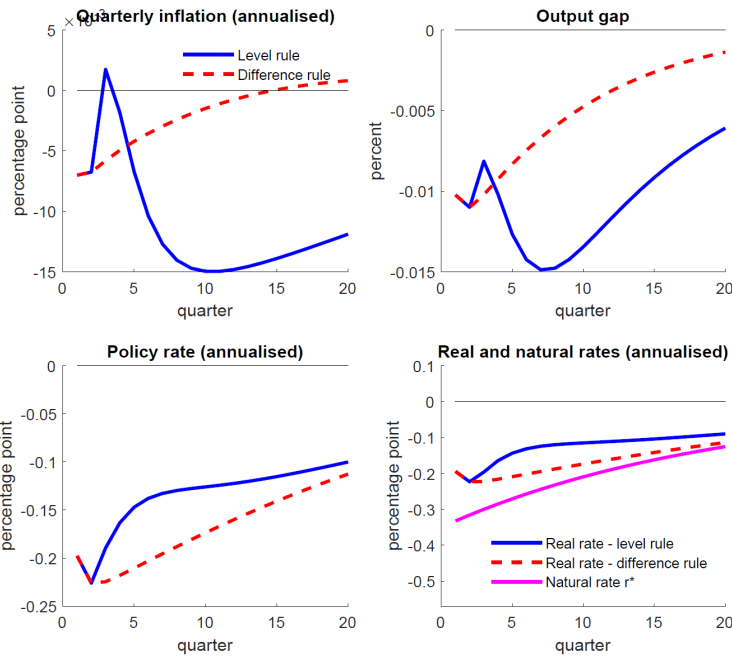 Quarterly inflation (annualised)
×10⁻³
5
0
-5
-10
-15
0 5 10 15 20
quarter
percentage point
Level rule
Difference rule
Output gap
0
-0.005
-0.01
-0.015
0 5 10 15 20
quarter
percent
Policy rate (annualised)
0
-0.05
-0.1
-0.15
-0.2
-0.25
0 5 10 15 20
quarter
percentage point
Real and natural rates (annualised)
0.1
0
-0.1
-0.2
-0.3
-0.4
-0.5
0 5 10 15 20
quarter
percentage point
Real rate - level rule
Real rate - difference rule
Natural rate r*